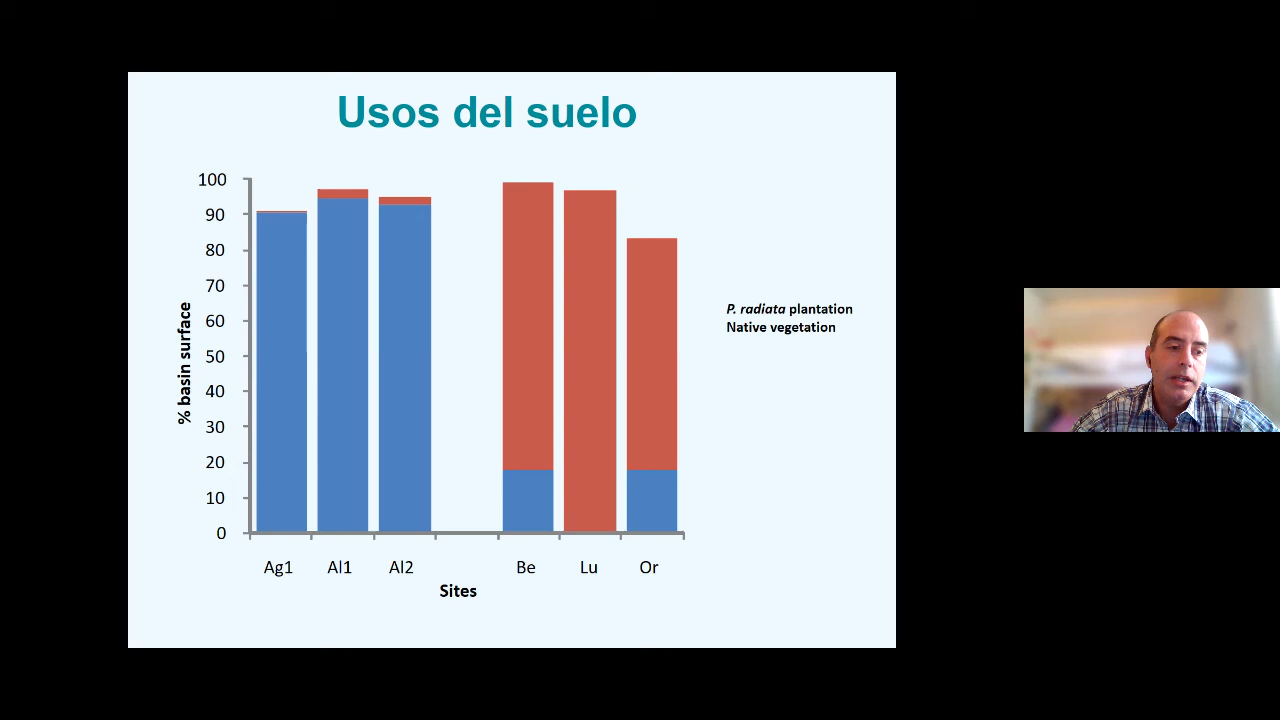 Usos del suelo
100
90
80
70
60
50
40
30
20
10
0
% basin surface
Ag1 Al1 Al2 Be Lu Or
Sites
P. radiata plantation
Native vegetation